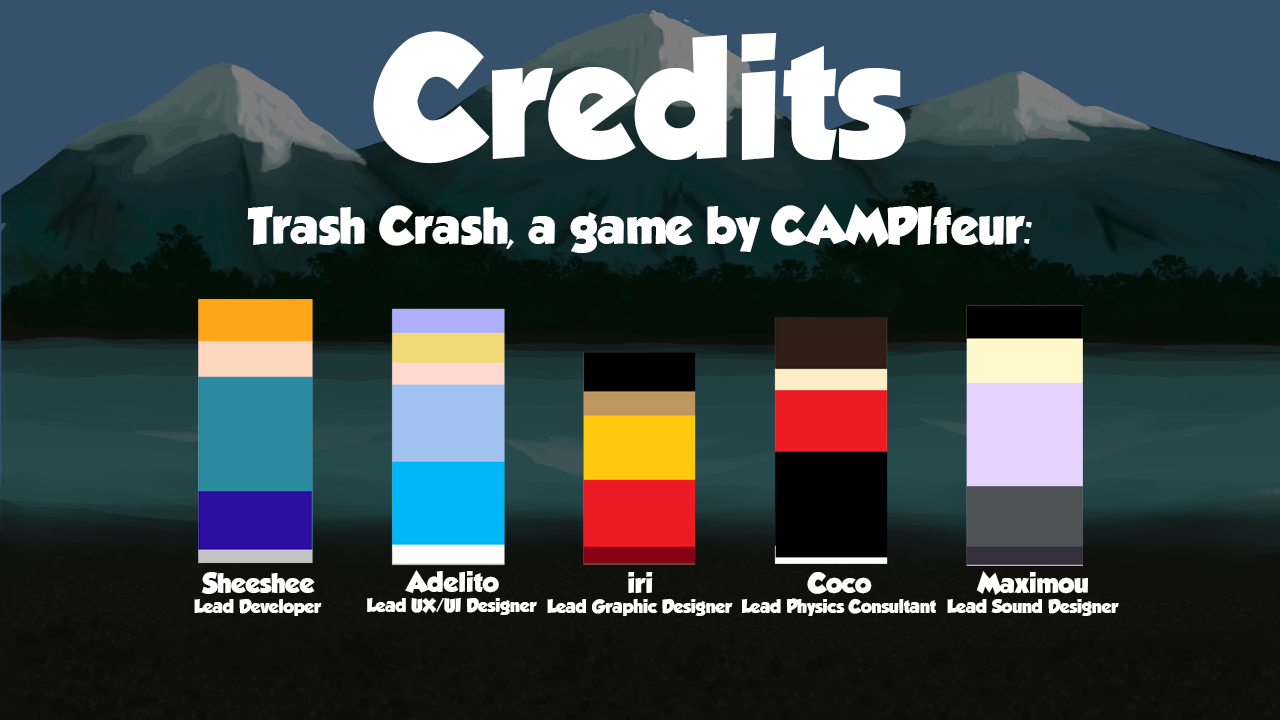 Credits
Trash Crash, a game by CAMPIfeur:
Sheeshee Adelito iri Coco Maximou
Lead Developer Lead UX/UI Designer Lead Graphic Designer Lead Physics Consultant Lead Sound Designer